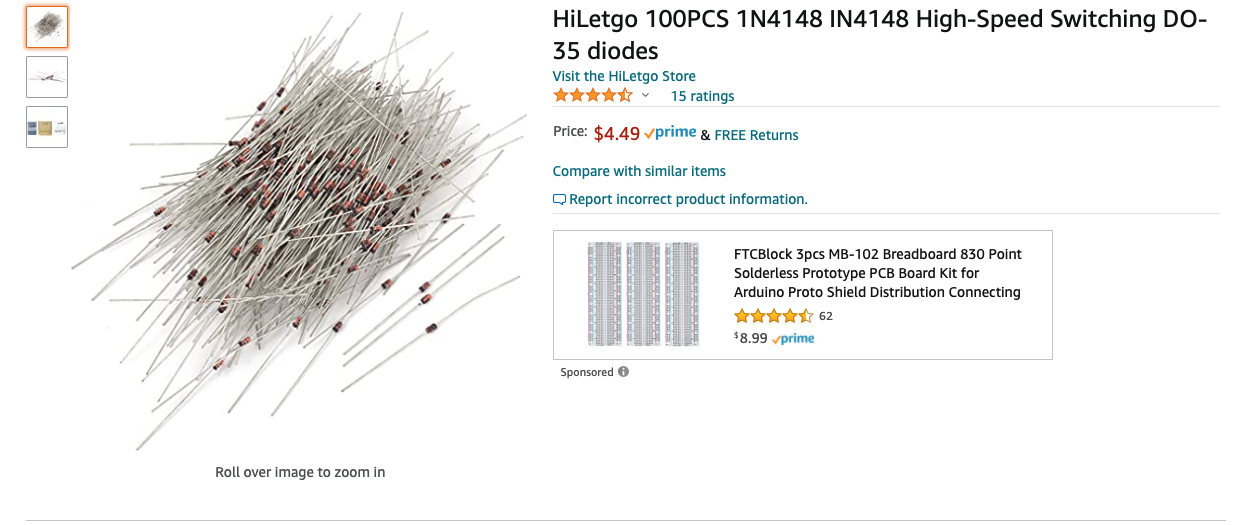 HiLetgo 100PCS 1N4148 IN4148 High-Speed Switching DO-
35 diodes
Visit the HiLetgo Store
15 ratings
Price: $4.49 prime & FREE Returns
Compare with similar items
Report incorrect product information.
FTCBlock 3pcs MB-102 Breadboard 830 Point
Solderless Prototype PCB Board Kit for
Arduino Proto Shield Distribution Connecting
62
$8.99 prime
Sponsored
Roll over image to zoom in